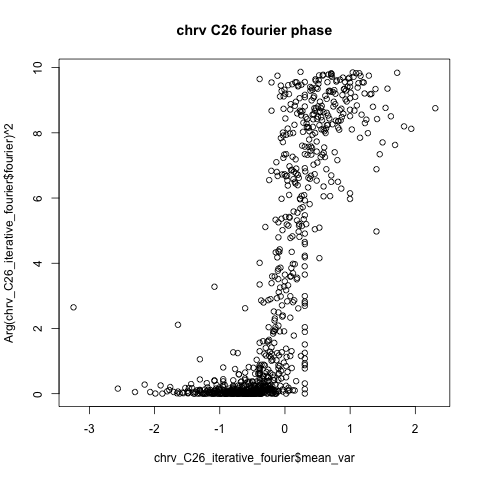 chrv C26 fourier phase
Arg(chrv_C26_iterative_fourier$fourier)^2
10
8
6
4
2
0
-3 -2 -1 0 1 2
chrv_C26_iterative_fourier$mean_var